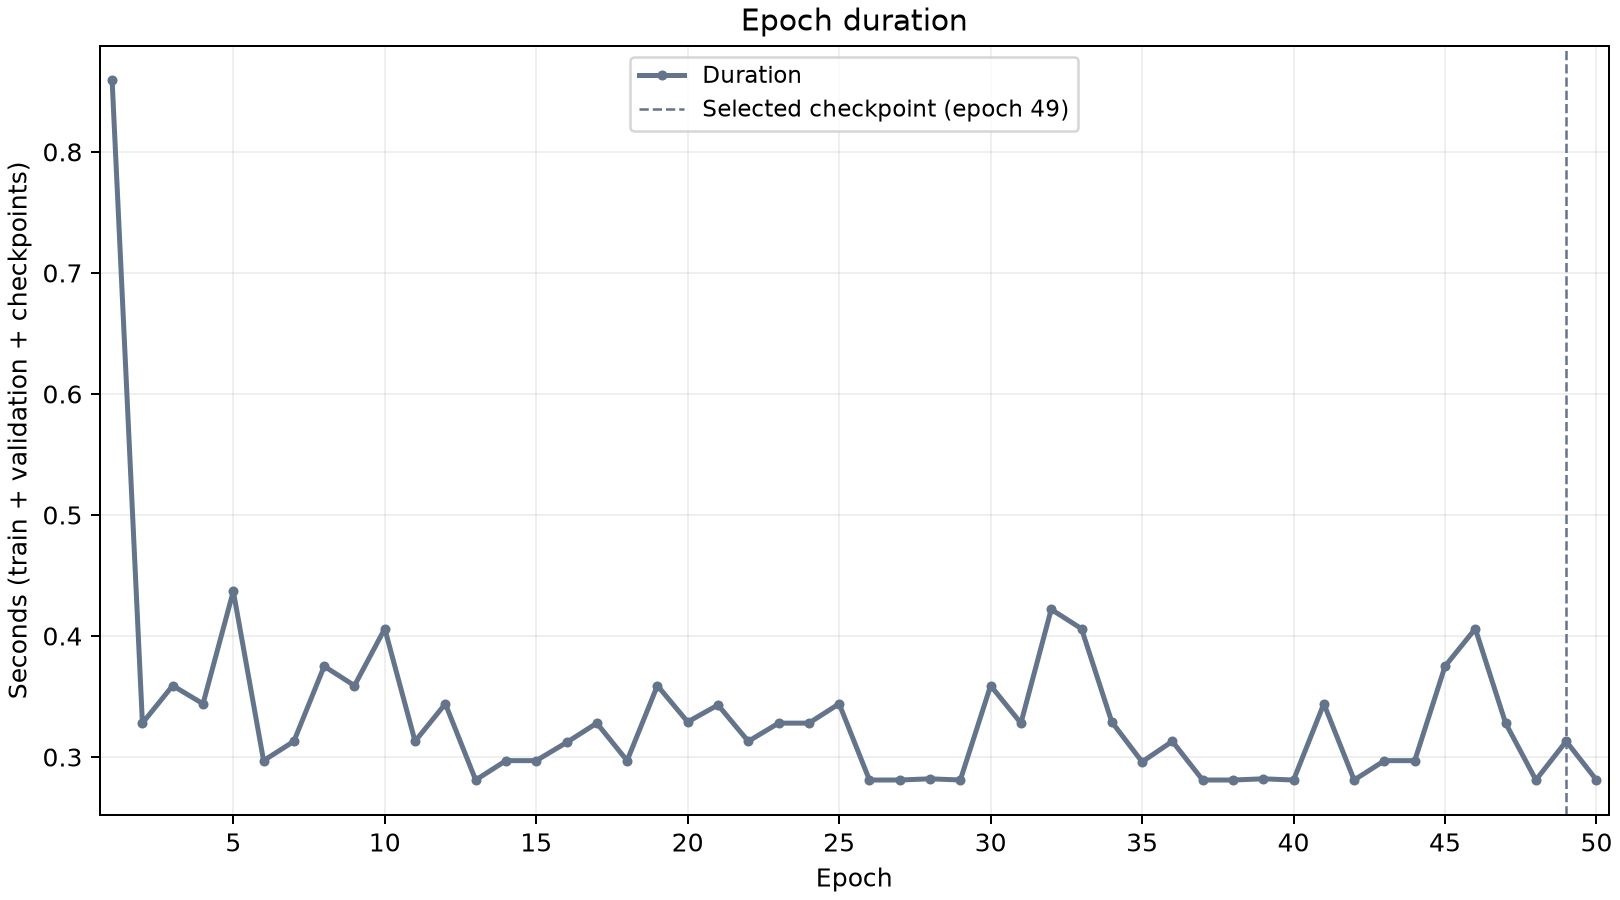 Epoch duration
Duration
Selected checkpoint (epoch 49)
Seconds (train + validation + checkpoints)
0.8
0.7
0.6
0.5
0.4
0.3
5 10 15 20 25 30 35 40 45 50
Epoch